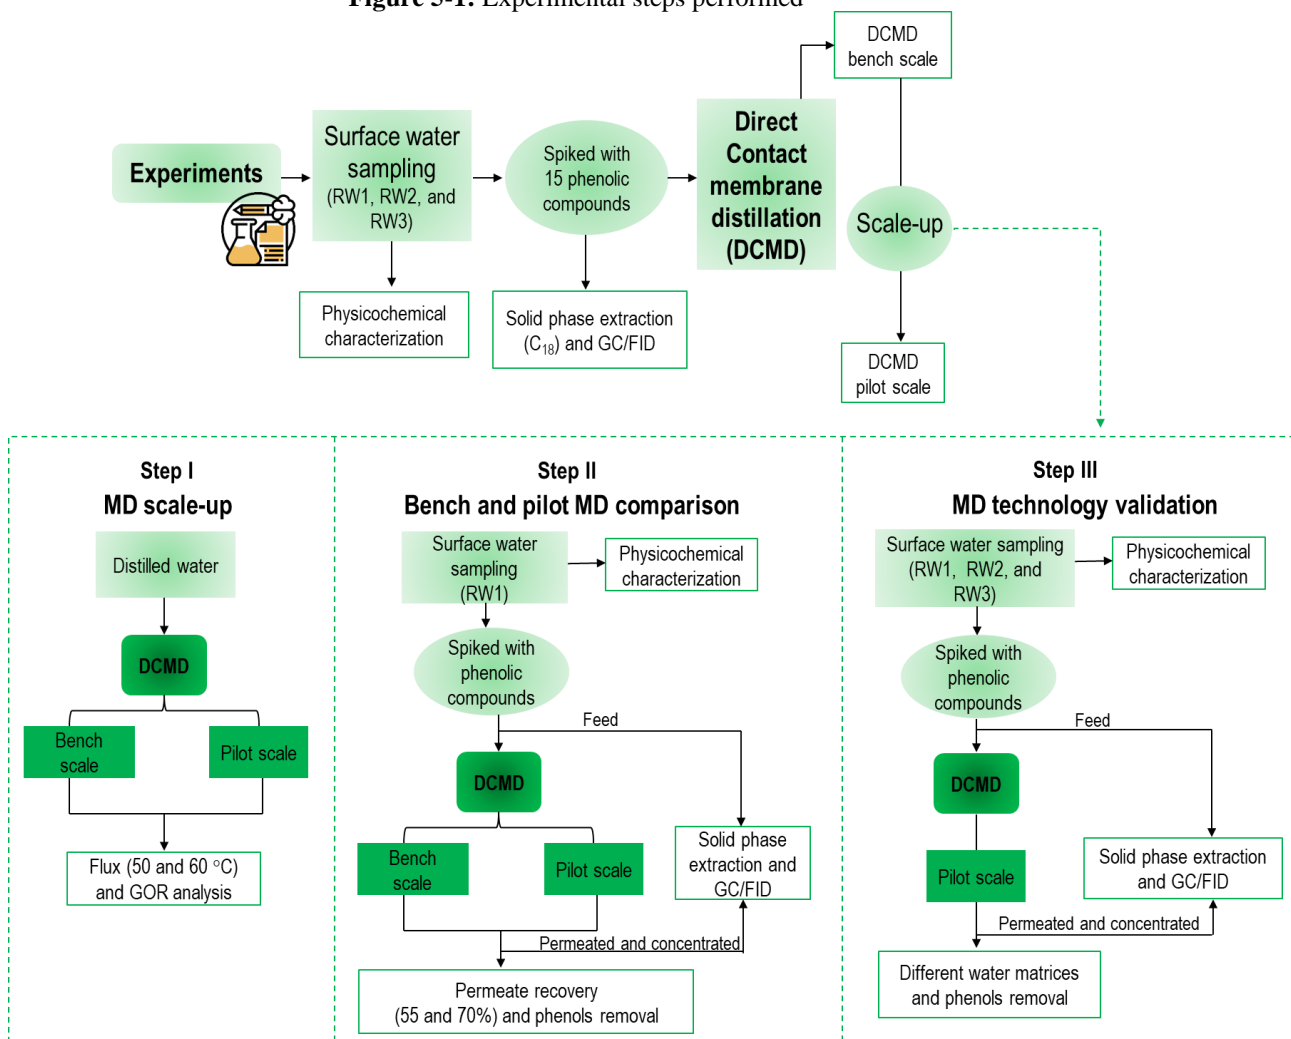 Figure 5-1. Experimental steps performed
DCMD
bench scale
Experiments
Surface water
sampling
(RW1, RW2, and
RW3)
Spiked with
15 phenolic
compounds
Direct
Contact
membrane
distillation
(DCMD)
Scale-up
Physicochemical
characterization
Solid phase extraction
(C18) and GC/FID
DCMD
pilot scale
Step I
MD scale-up
Distilled water
DCMD
Bench
scale
Pilot scale
Flux (50 and 60 °C)
and GOR analysis
Step II
Bench and pilot MD comparison
Surface water
sampling
(RW1)
Physicochemical
characterization
Spiked with
phenolic
compounds
Feed
DCMD
Bench
scale
Pilot scale
Solid phase
extraction and
GC/FID
Permeated and concentrated
Permeate recovery
(55 and 70%) and phenols removal
Step III
MD technology validation
Surface water sampling
(RW1, RW2, and
RW3)
Physicochemical
characterization
Spiked with
phenolic
compounds
Feed
DCMD
Pilot scale
Solid phase extraction
and GC/FID
Permeated and concentrated
Different water matrices
and phenols removal